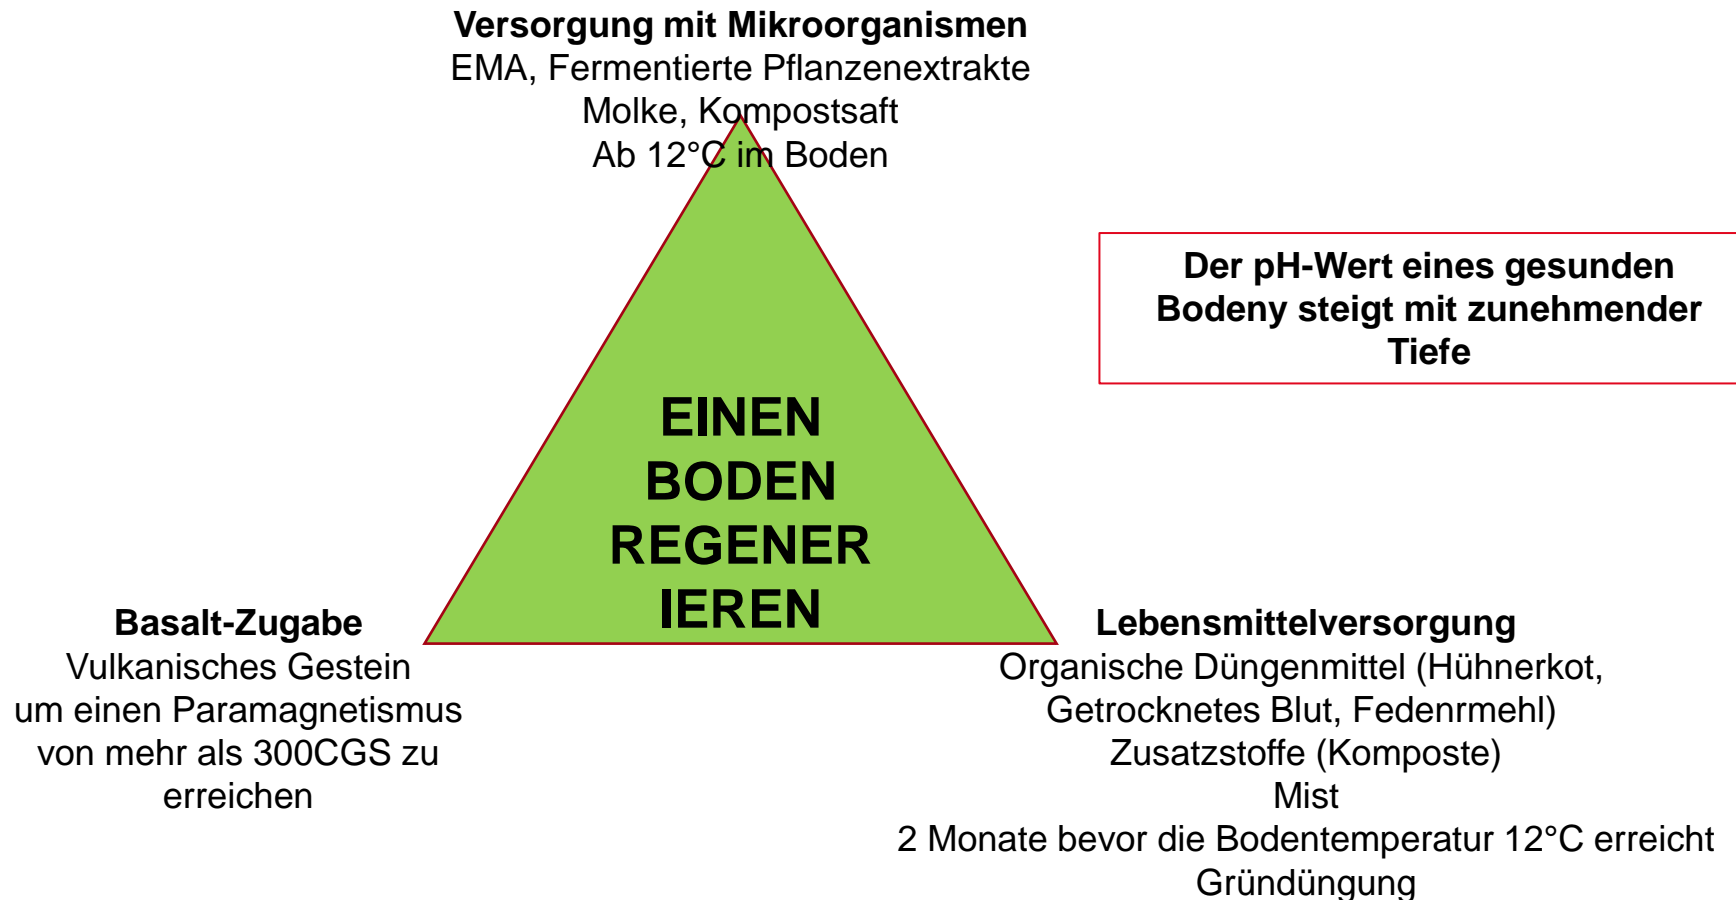 Versorgung mit Mikroorganismen
EMA, Fermentierte Pflanzenextrakte
Molke, Kompostsaft
Ab 12°C im Boden
Der pH-Wert eines gesunden
Bodeny steigt mit zunehmender
Tiefe
EINEN
BODEN
REGENER
IEREN
Basalt-Zugabe
Vulkanisches Gestein
um einen Paramagnetismus
von mehr als 300CGS zu
erreichen
Lebensmittelversorgung
Organische Düngenmittel (Hühnerkot,
Getrocknetes Blut, Fedenrmehl)
Zusatzstoffe (Komposte)
Mist
2 Monate bevor die Bodentemperatur 12°C erreicht
Gründüngung